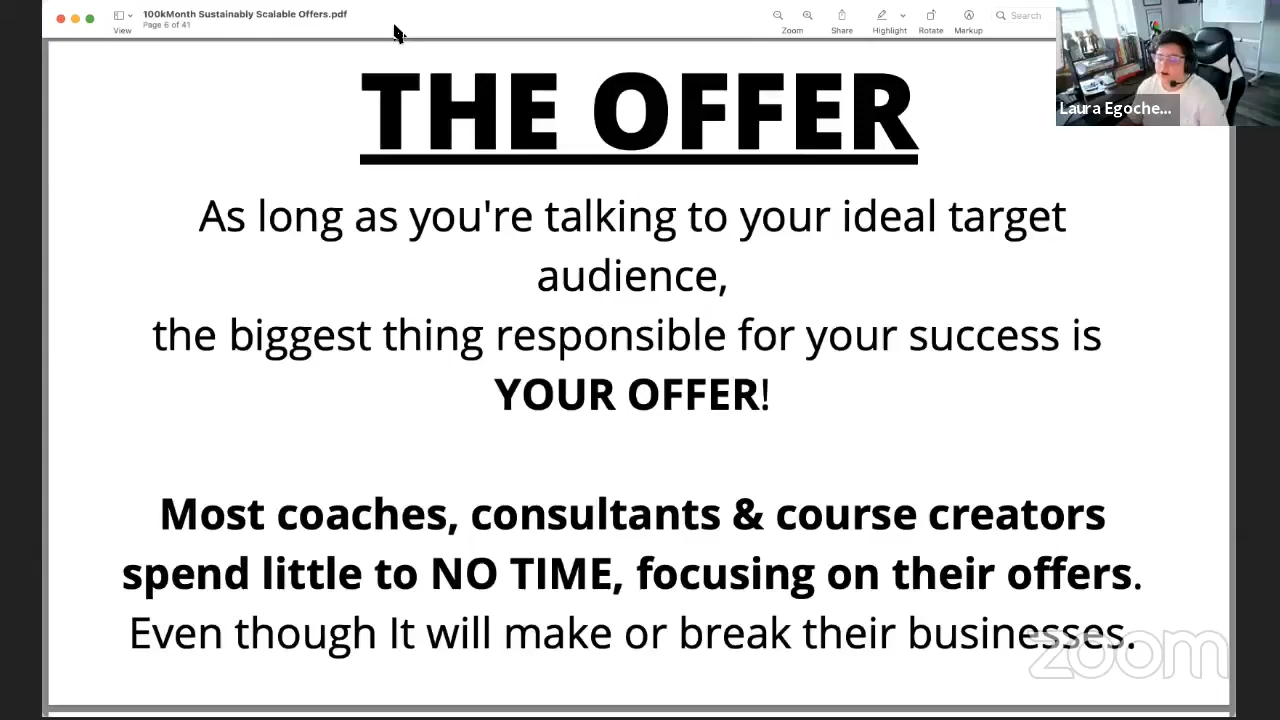 100kMonth Sustainably Scalable Offers.pdf
Page 6 of 41
View
Zoom
Share
Highlight
Rotate
Markup
Search
Laura Egoche...
THE OFFER
As long as you're talking to your ideal target
audience,
the biggest thing responsible for your success is
YOUR OFFER!
Most coaches, consultants & course creators
spend little to NO TIME, focusing on their offers.
Even though It will make or break their businesses.
zoom